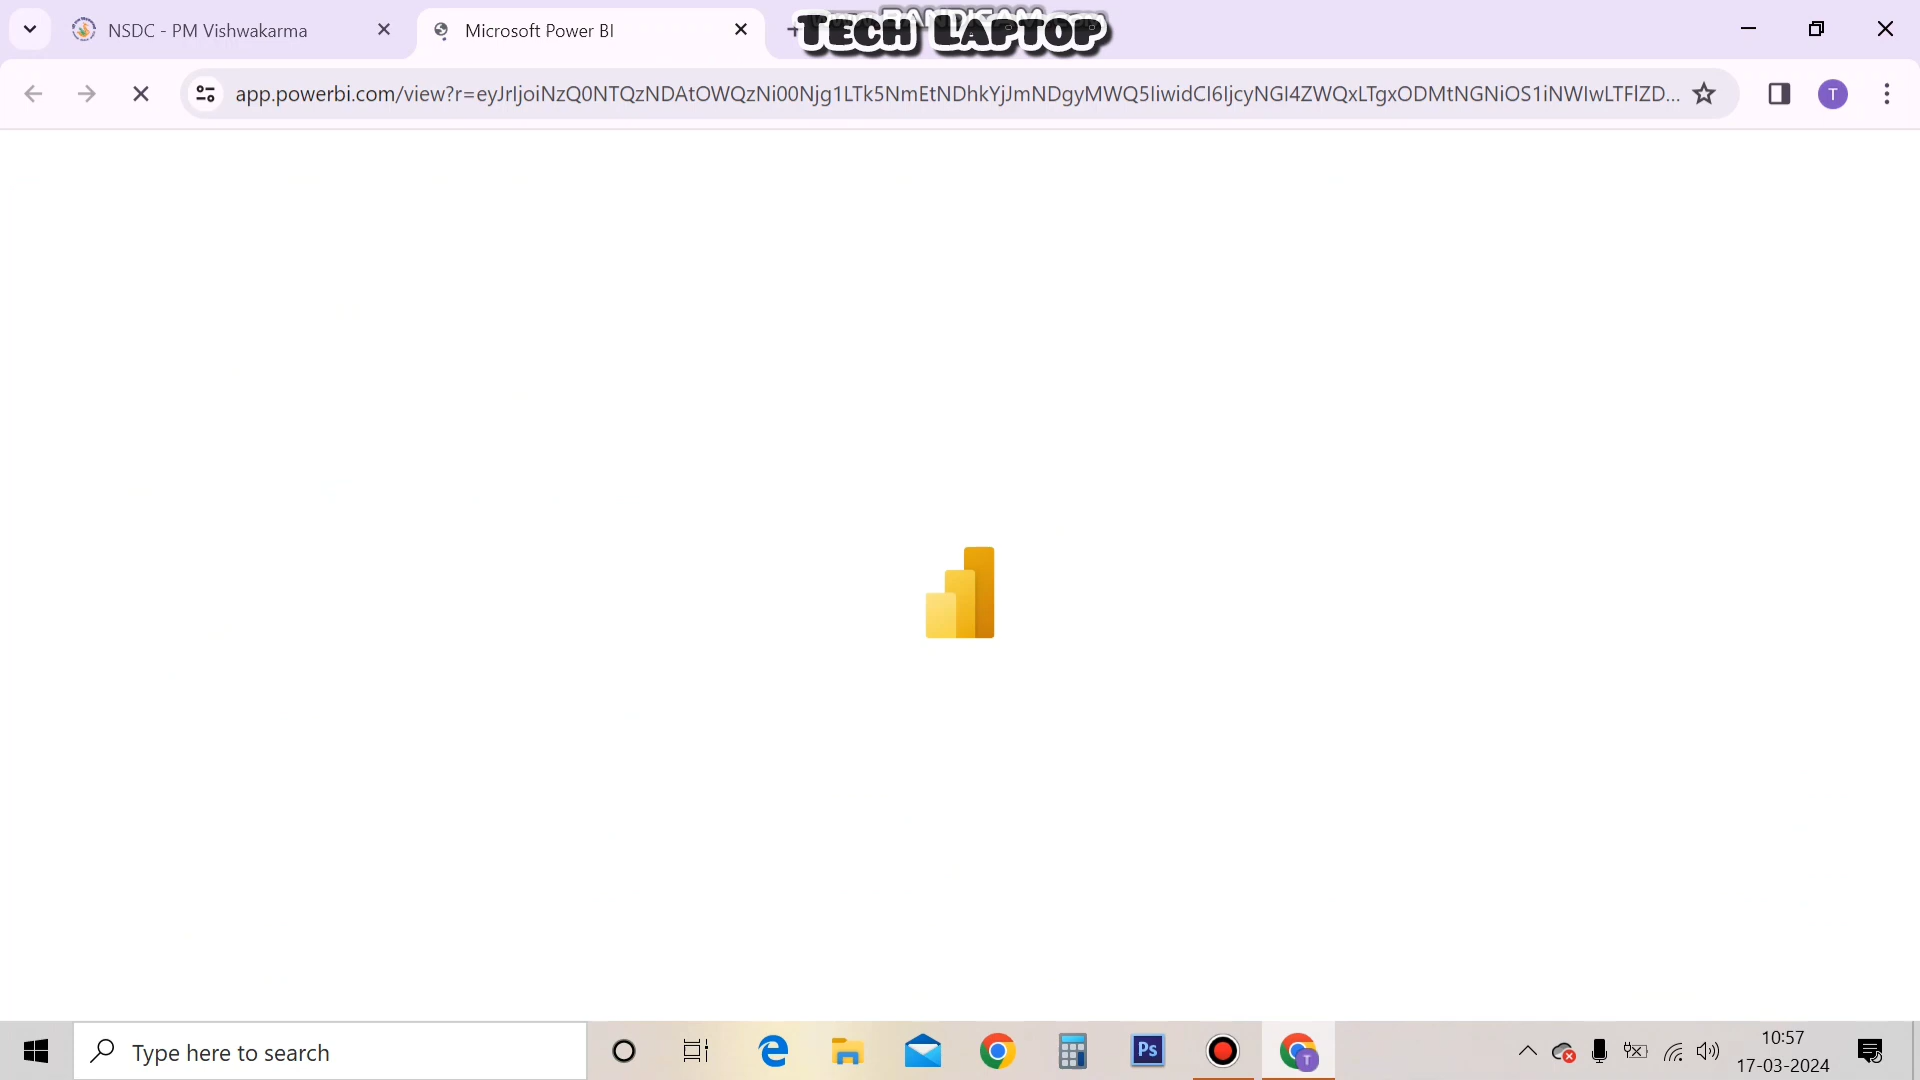 NSDC - PM Vishwakarma
Microsoft Power BI
TECH LAPTOP
app.powerbi.com/view?r=eyJrIjoiNzQ0NTQzNDAtOWQzNi00Njg1LTk5NmEtNDhkYjJmNDgyMWQ5IiwidCI6IjcyNGI4ZWQxLTgxODMtNGNiOS1iNWIwLTFlZD...
T
Type here to search
Ps
T
10:57
17-03-2024